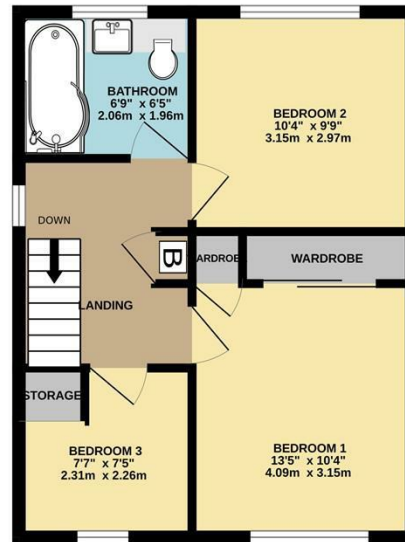 BATHROOM
6'9" x 6'5"
2.06m x 1.96m
BEDROOM 2
10'4" x 9'9"
3.15m x 2.97m
DOWN
B
ARDROE
WARDROBE
LANDING
STORAGE
BEDROOM 3
7'7" x 7'5"
2.31m x 2.26m
BEDROOM 1
13'5" x 10'4"
4.09m x 3.15m